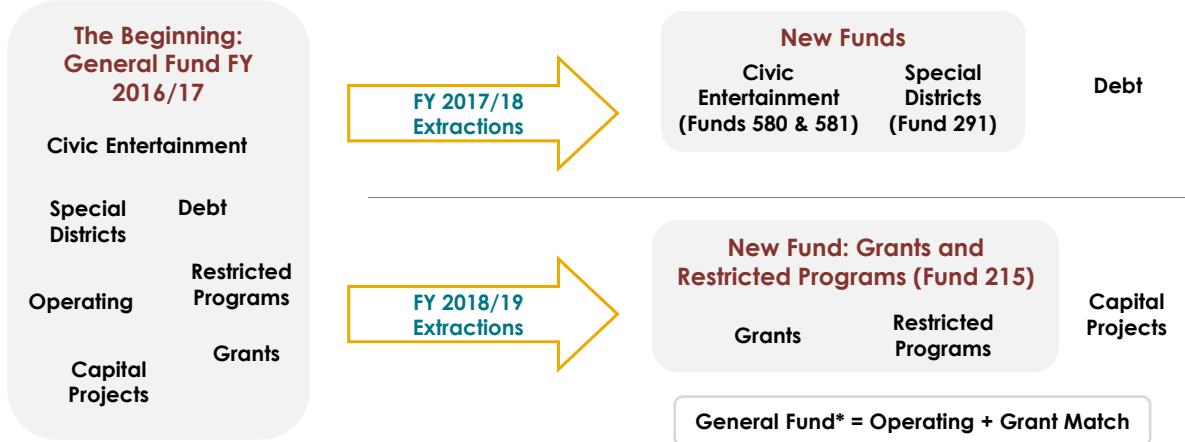 The Beginning:
General Fund FY
2016/17
Civic Entertainment
Special
Districts
Debt
Restricted
Programs
Operating
Grants
Capital
Projects
FY 2017/18
Extractions
New Funds
Civic
Entertainment
(Funds 580 & 581)
Special
Districts
(Fund 291)
Debt
FY 2018/19
Extractions
New Fund: Grants and
Restricted Programs (Fund 215)
Grants
Restricted
Programs
Capital
Projects
General Fund* = Operating + Grant Match